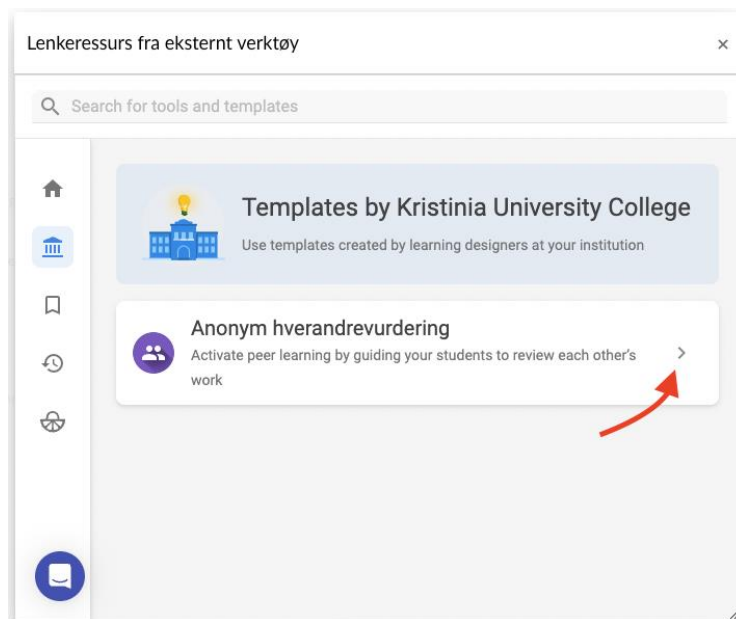 Lenkeressurs fra eksternt verktøy
Search for tools and templates
Templates by Kristinia University College
Use templates created by learning designers at your institution
Anonym hverandrevurdering
Activate peer learning by guiding your students to review each other's
work